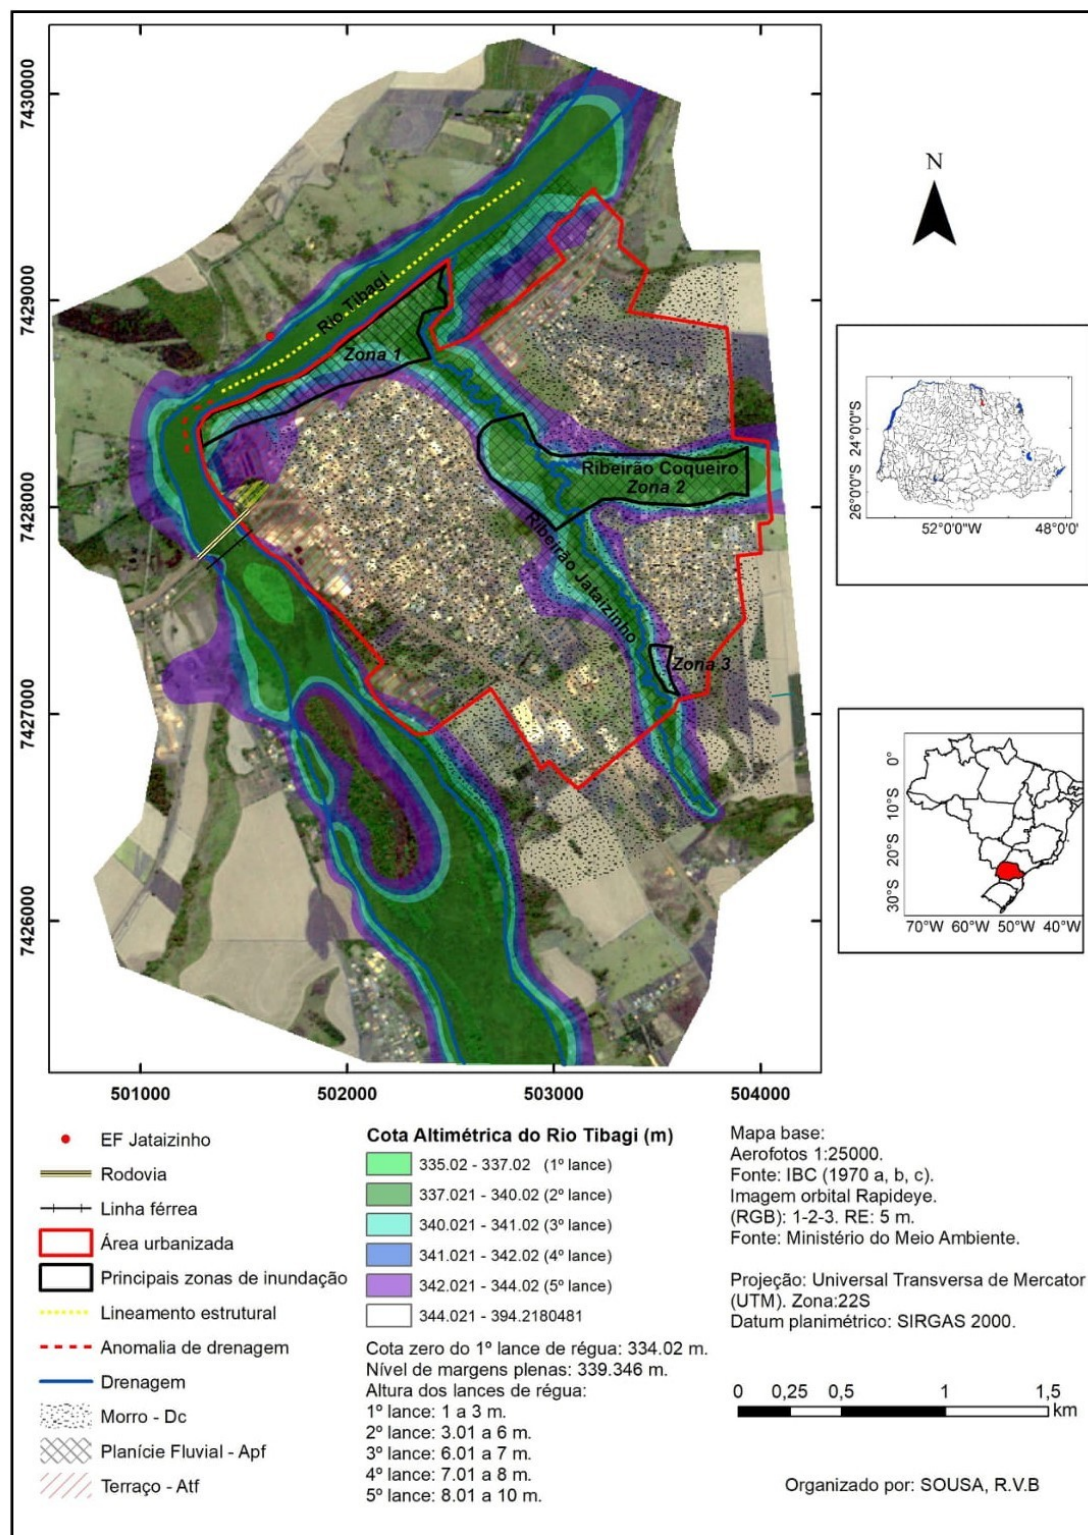 7430000
7429000
7428000
7427000
7426000
Rio Tibagi
Zona 1
Ribeirão Coqueiro
Zona 2
Ribeirão Jataizinho
Zona 3
501000
502000
503000
504000
N
24°0'0"S
26°0'0"S
52°0'0"W
48°0'0"W
0°
10°S
20°S
30°S
70°W
60°W
50°W
40°W
EF Jataizinho
Rodovia
Linha férrea
Área urbanizada
Principais zonas de inundação
Lineamento estrutural
Anomalia de drenagem
Drenagem
Morro - Dc
Planície Fluvial - Apf
Terraço - Atf
Cota Altimétrica do Rio Tibagi (m)
335.02 - 337.02 (1º lance)
337.021 - 340.02 (2º lance)
340.021 - 341.02 (3º lance)
341.021 - 342.02 (4º lance)
342.021 - 344.02 (5º lance)
344.021 - 394.2180481
Cota zero do 1º lance de régua: 334.02 m.
Nível de margens plenas: 339.346 m.
Altura dos lances de régua:
1º lance: 1 a 3 m.
2º lance: 3.01 a 6 m.
3º lance: 6.01 a 7 m.
4º lance: 7.01 a 8 m.
5º lance: 8.01 a 10 m.
Mapa base:
Aerofotos 1:25000.
Fonte: IBC (1970 a, b, c).
Imagem orbital Rapideye.
(RGB): 1-2-3. RE: 5 m.
Fonte: Ministério do Meio Ambiente.
Projeção: Universal Transversa de Mercator
(UTM). Zona:22S
Datum planimétrico: SIRGAS 2000.
0 0,25 0,5 1 1,5
km
Organizado por: SOUSA, R.V.B